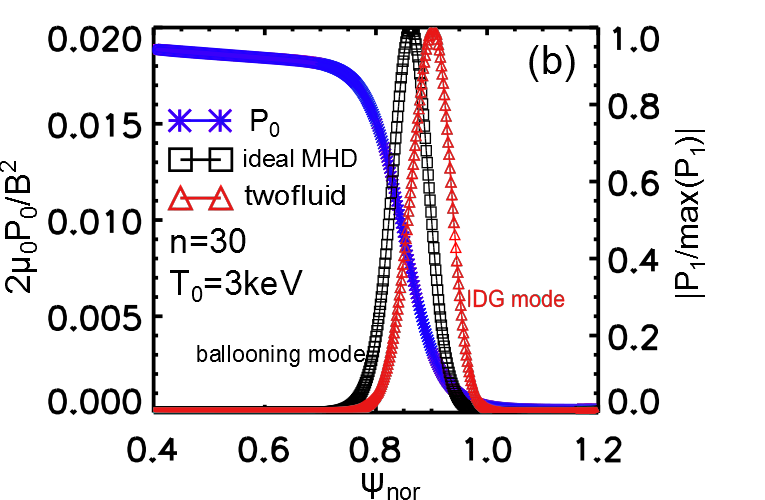 0.020
0.015
0.010
0.005
0.000
2μ₀P₀/B²
(b)
P₀
ideal MHD
twofluid
n=30
T₀=3keV
IDG mode
ballooning mode
1.0
0.8
0.6
0.4
0.2
0.0
|P₁/max(P₁)|
0.4 0.6 0.8 1.0 1.2
Ψnor